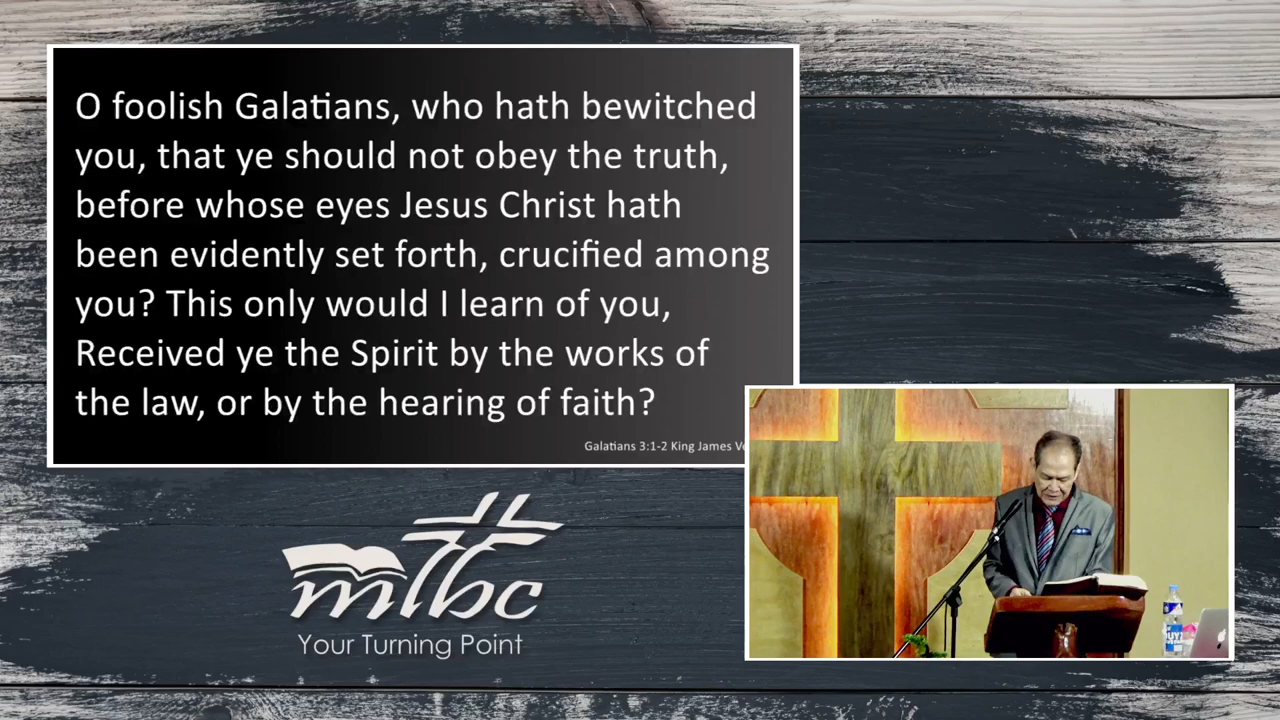 O foolish Galatians, who hath bewitched
you, that ye should not obey the truth,
before whose eyes Jesus Christ hath
been evidently set forth, crucified among
you? This only would I learn of you,
Received ye the Spirit by the works of
the law, or by the hearing of faith?
Galatians 3:1-2 King James
mlbc
Your Turning Point